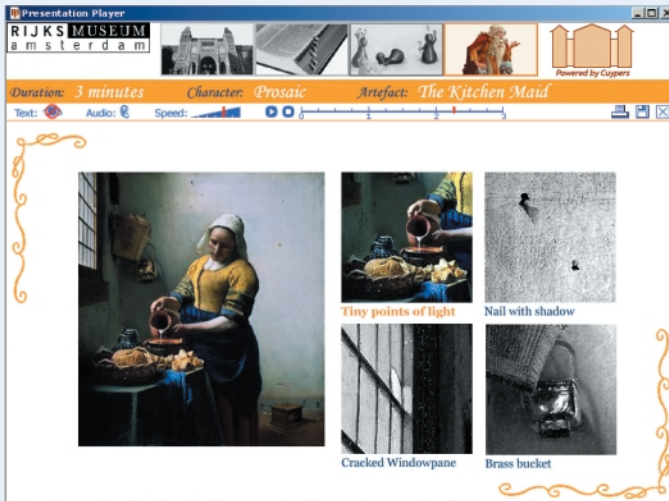 Presentation Player
RIJKS MUSEUM
amsterdam
Powered by Cuypers
Duration: 3 minutes Character: Prosaic Artefact: The Kitchen Maid
Text: Audio: Speed: 1 2 3
Tiny points of light Nail with shadow
Cracked Windowpane Brass bucket